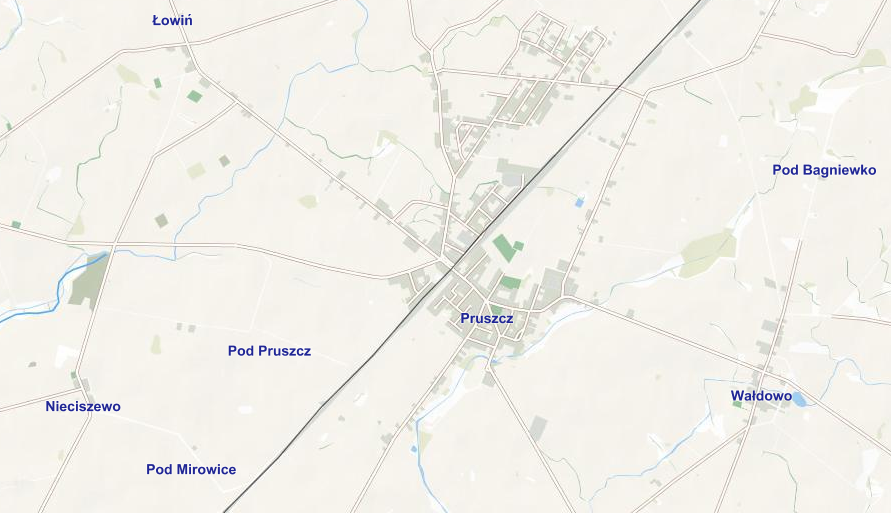 Łowiń
Pod Bagniewko
Pruszcz
Pod Pruszcz
Wałdowo
Nieciszewo
Pod Mirowice